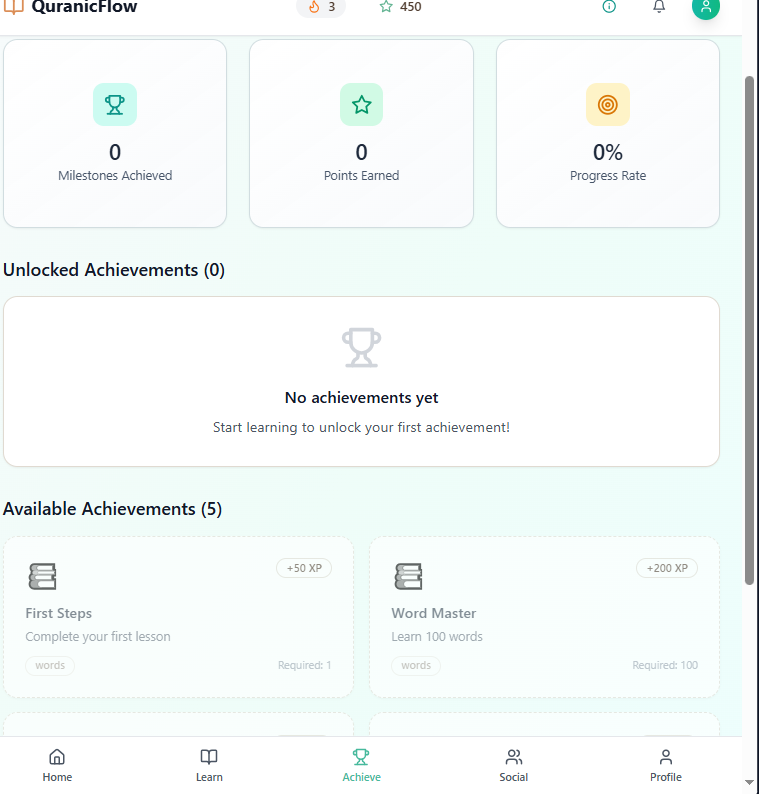 QuranicFlow
3
450
0
Milestones Achieved
0
Points Earned
0%
Progress Rate
Unlocked Achievements (0)
No achievements yet
Start learning to unlock your first achievement!
Available Achievements (5)
+50 XP
First Steps
Complete your first lesson
words
Required: 1
+200 XP
Word Master
Learn 100 words
words
Required: 100
Home
Learn
Achieve
Social
Profile